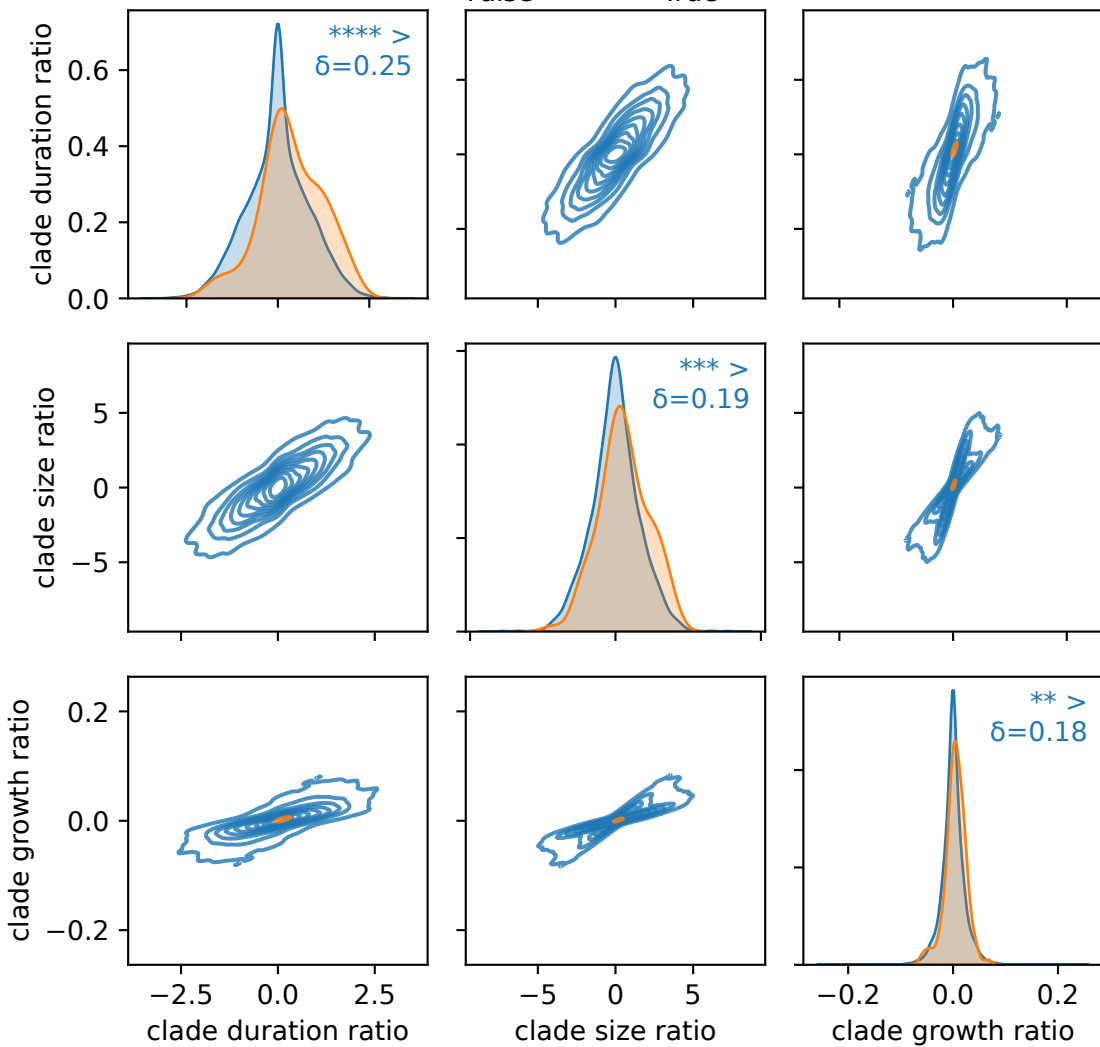 clade duration ratio
0.6
0.4
0.2
0.0
**** >
δ=0.25
clade size ratio
5
0
−5
*** >
δ=0.19
clade growth ratio
0.2
0.0
−0.2
** >
δ=0.18
−2.5 0.0 2.5
−5 0 5
−0.2 0.0 0.2
clade duration ratio
clade size ratio
clade growth ratio